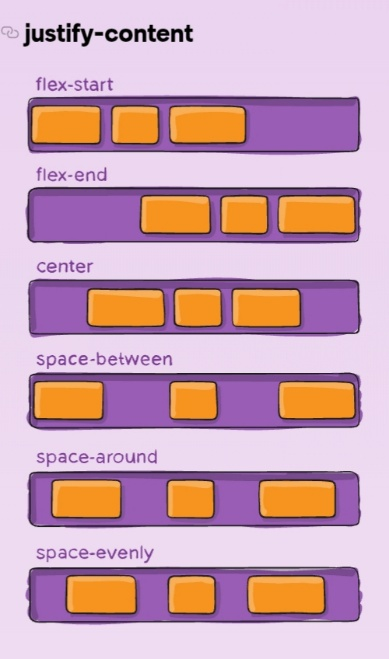 justify-content
flex-start
flex-end
center
space-between
space-around
space-evenly